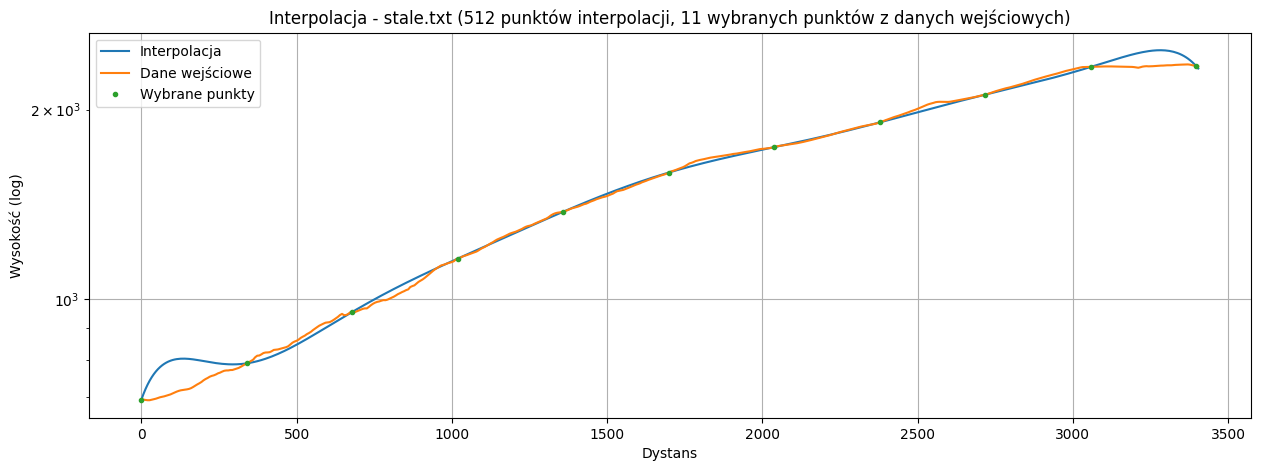 Interpolacja - stale.txt (512 punktów interpolacji, 11 wybranych punktów z danych wejściowych)
Interpolacja
Dane wejściowe
Wybrane punkty
2 × 10³
10³
Wysokość (log)
0 500 1000 1500 2000 2500 3000 3500
Dystans